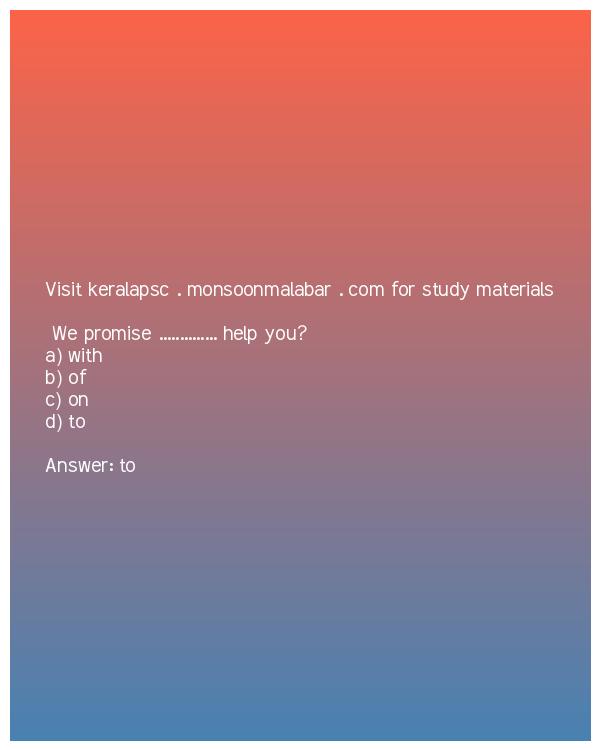 Visit keralapsc . monsoonmalabar . com for study materials
We promise .............. help you?
a) with
b) of
c) on
d) to
Answer: to